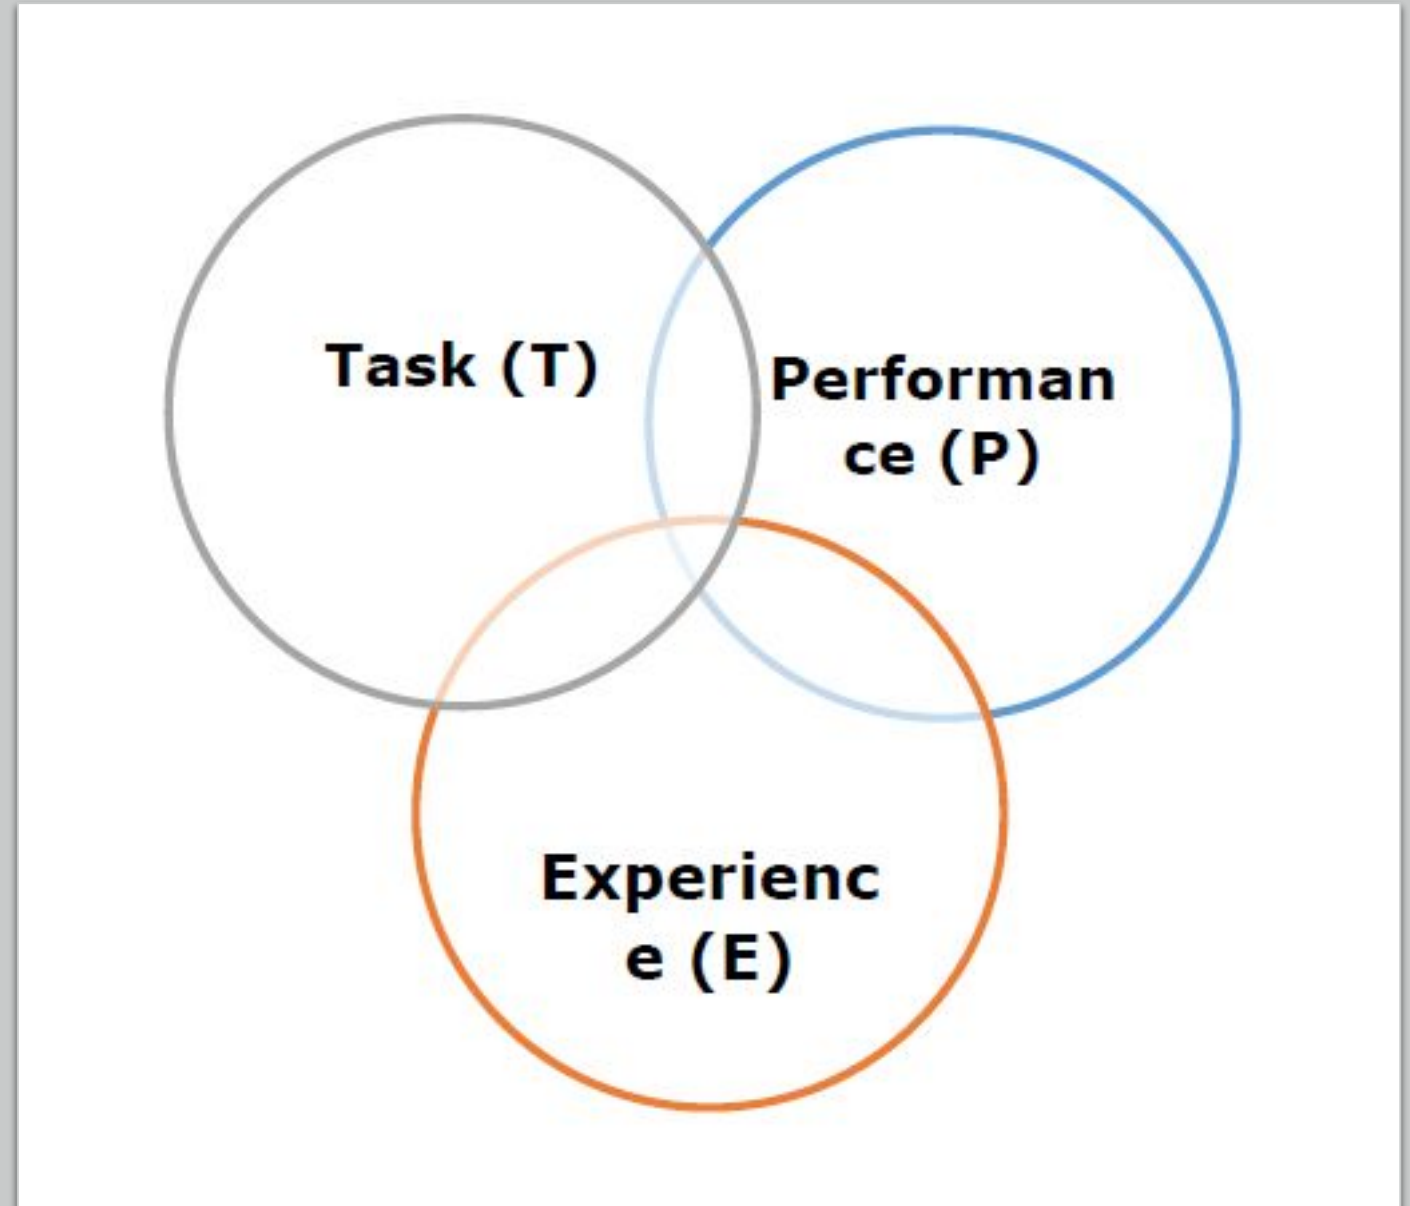 Task (T)
Performan
ce (P)
Experienc
e (E)